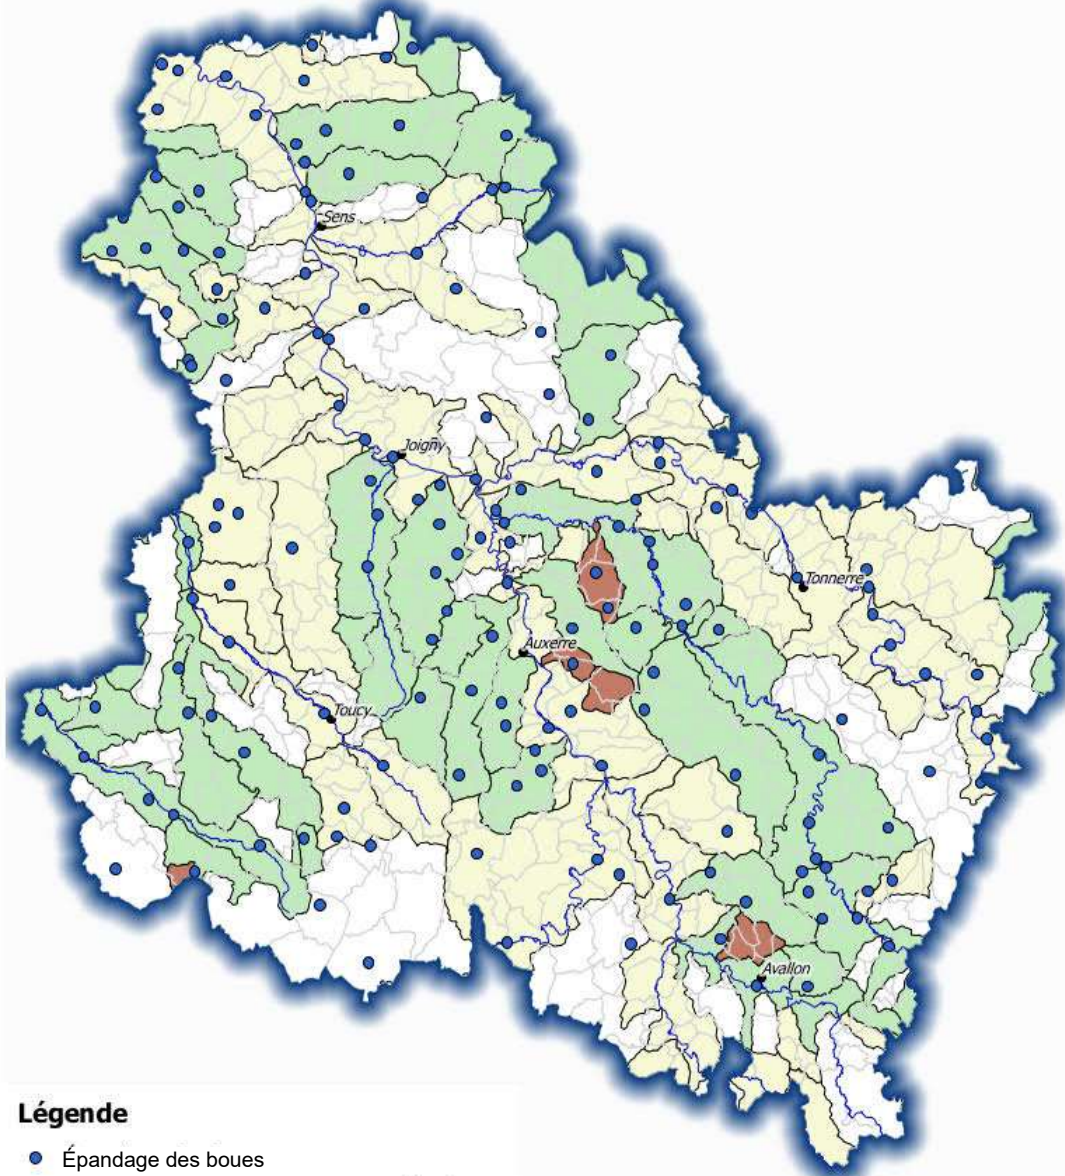 Sens
Joigny
Tonnerre
Auxerre
Toucy
Avallon
Légende
Épandage des boues